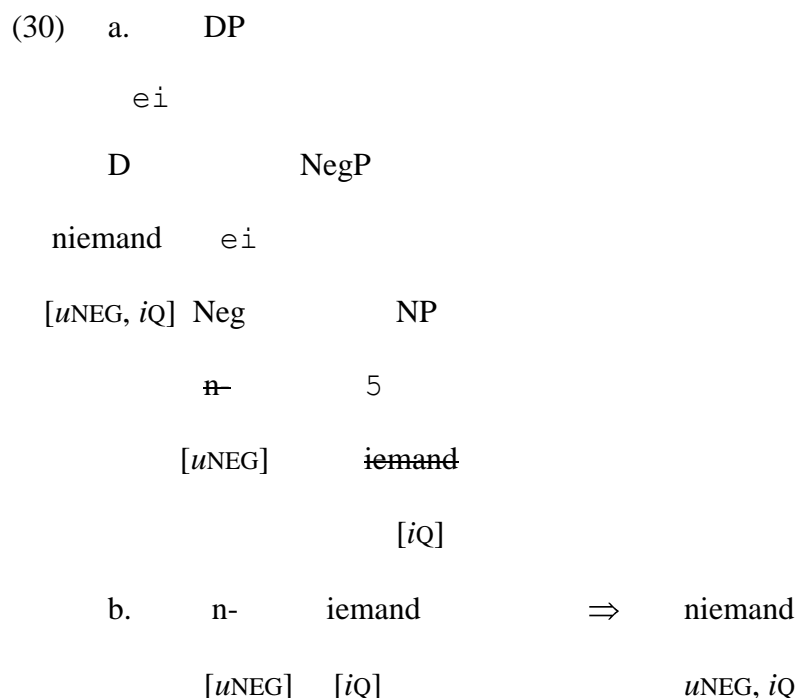 (30) a. DP
ei
D NegP
niemand ei
[uNEG, iQ] Neg NP
n- 5
[uNEG] iemand
[iQ]
b. n- iemand ⇒ niemand
[uNEG] [iQ] uNEG, iQ